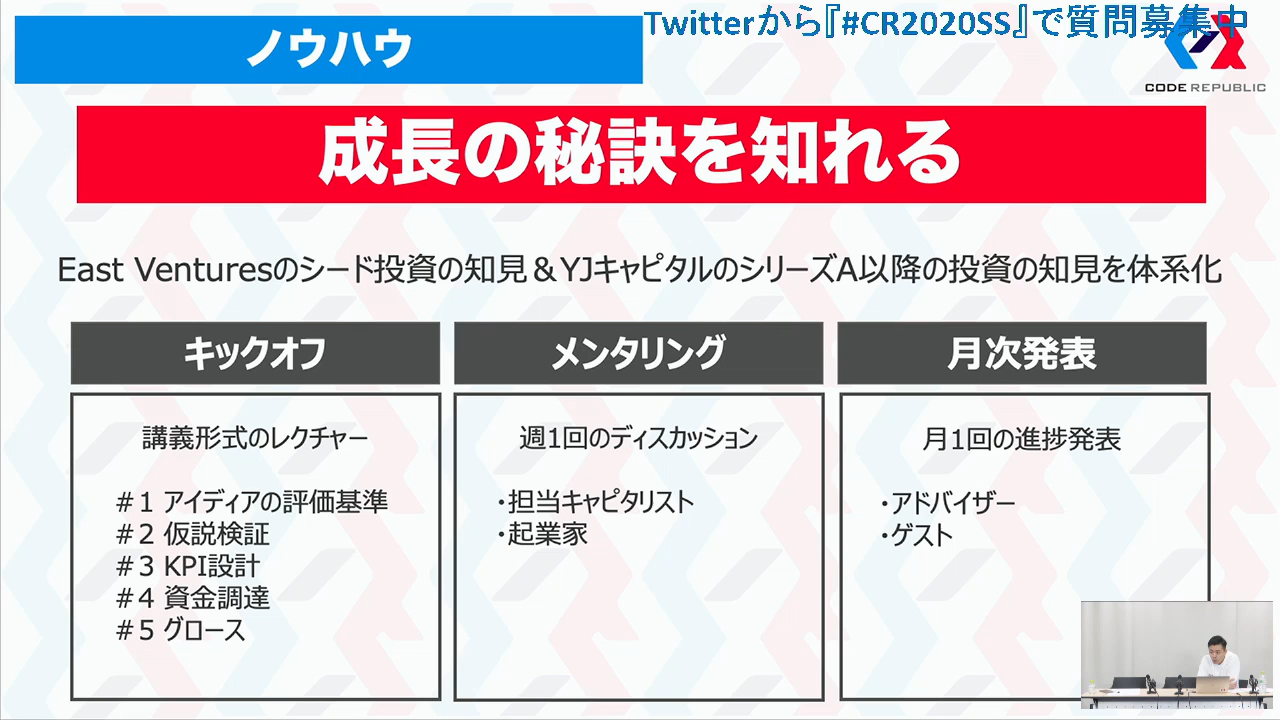 ノウハウ
Twitterから『#CR2020SS』で質問募集中
CODE REPUBLIC
成長の秘訣を知れる
East Venturesのシード投資の知見＆YJキャピタルのシリーズA以降の投資の知見を体系化
キックオフ
講義形式のレクチャー
＃1 アイディアの評価基準
＃2 仮説検証
＃3 KPI設計
＃4 資金調達
＃5 グロース
メンタリング
週1回のディスカッション
・担当キャピタリスト
・起業家
月次発表
月1回の進捗発表
・アドバイザー
・ゲスト